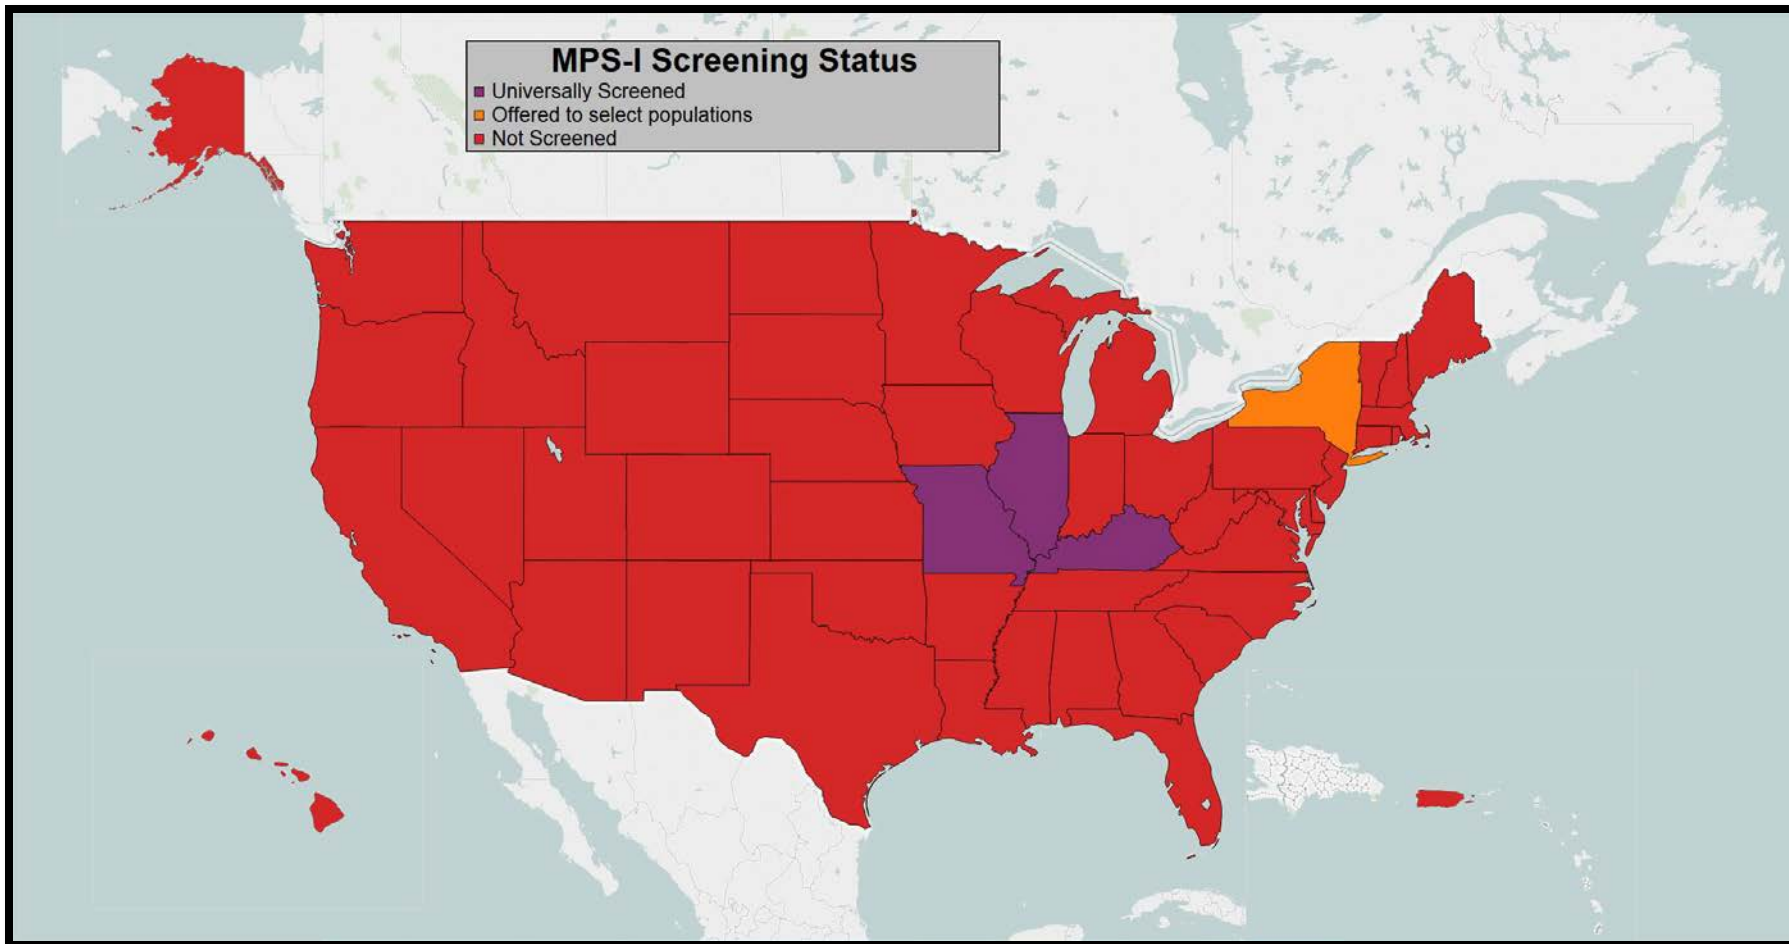 MPS-I Screening Status
Universally Screened
Offered to select populations
Not Screened